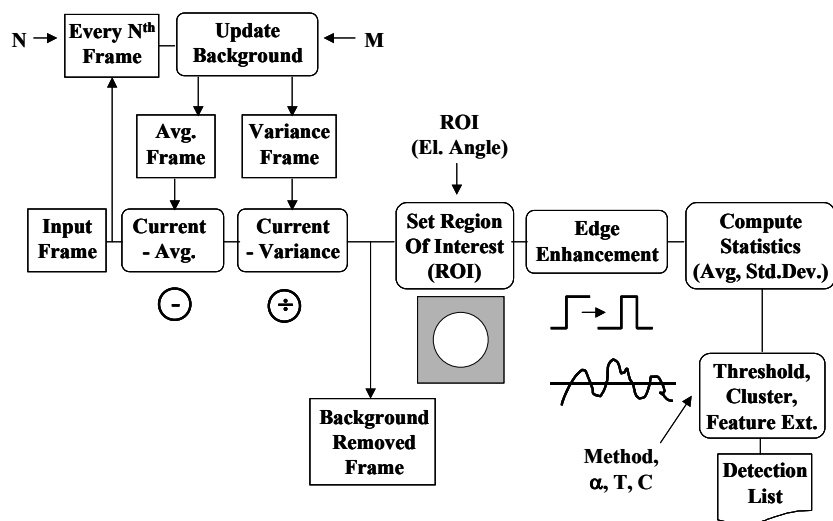 N
Every Nth
Frame
Update
Background
M
Avg.
Frame
Variance
Frame
ROI
(El. Angle)
Input
Frame
Current
- Avg.
Current
- Variance
Set Region
Of Interest
(ROI)
Edge
Enhancement
Compute
Statistics
(Avg, Std.Dev.)
-
÷
Background
Removed
Frame
Threshold,
Cluster,
Feature Ext.
Method,
α, T, C
Detection
List